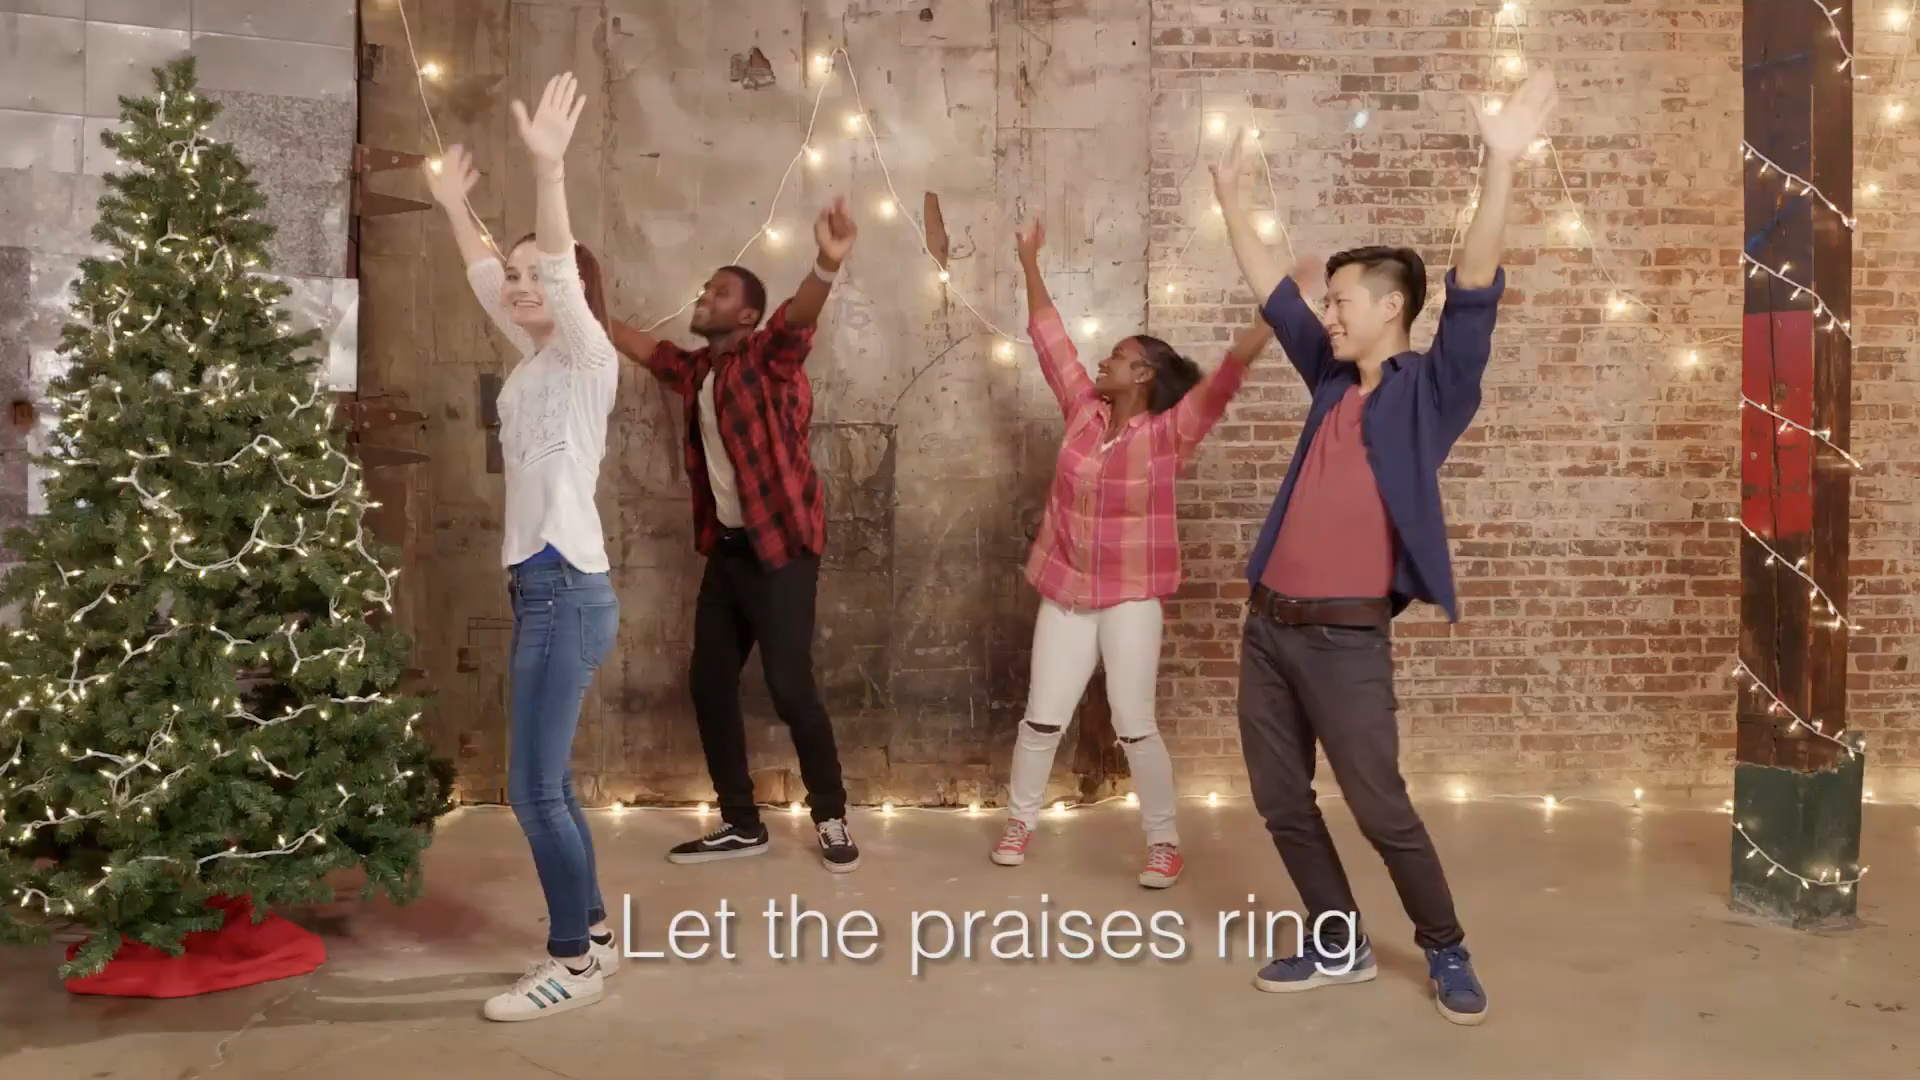 Let the praises ring